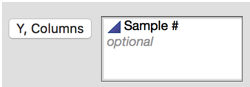 Y, Columns
Sample #
optional